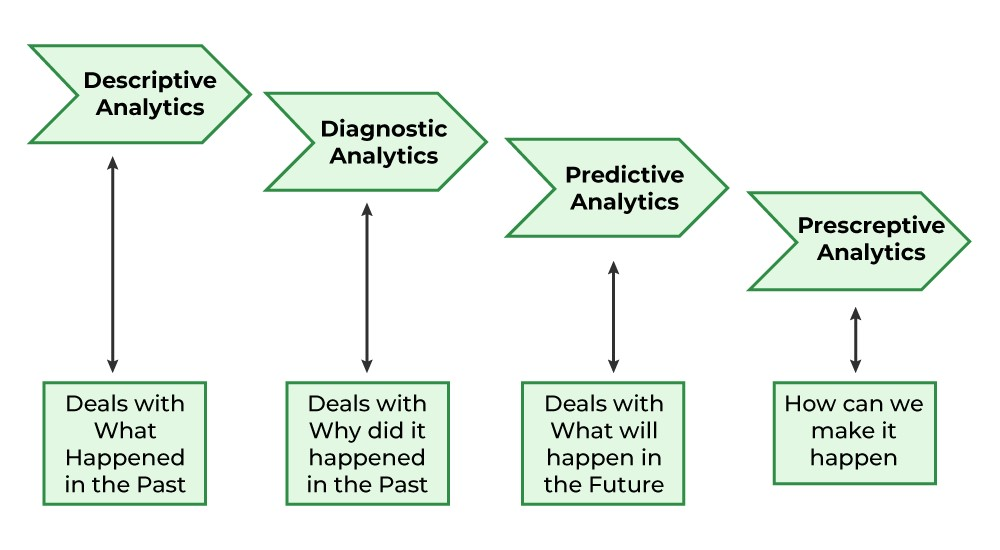 Descriptive
Analytics
Diagnostic
Analytics
Predictive
Analytics
Prescreptive
Analytics
Deals with
What
Happened
in the Past
Deals with
Why did it
happened
in the Past
Deals with
What will
happen in
the Future
How can we
make it
happen